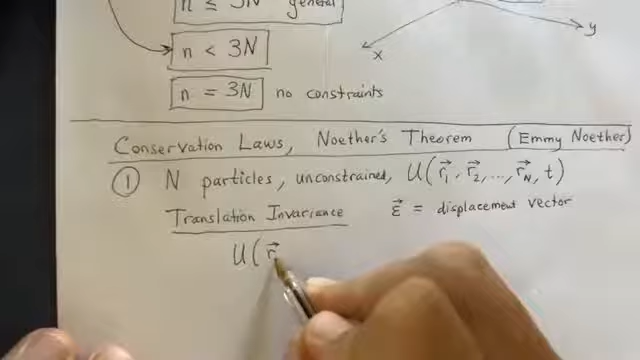 n ≤ 3N general
n < 3N
n = 3N no constraints
x
y
Conservation Laws, Noether's Theorem (Emmy Noether)
① N particles, unconstrained, U(r⃗₁, r⃗₂, ..., r⃗_N, t)
Translation Invariance
ε⃗ = displacement vector
U(r⃗